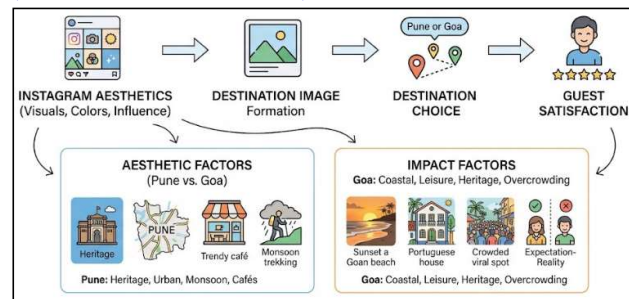 INSTAGRAM AESTHETICS
(Visuals, Colors, Influence)
DESTINATION IMAGE
Formation
Pune or Goa
DESTINATION
CHOICE
GUEST
SATISFACTION
AESTHETIC FACTORS
(Pune vs. Goa)
Heritage
PUNE
Trendy café
Monsoon
trekking
Pune: Heritage, Urban, Monsoon, Cafés
IMPACT FACTORS
Goa: Coastal, Leisure, Heritage, Overcrowding
Sunset a
Goan beach
Portuguese
house
Crowded
viral spot
Expectation-
Reality
Goa: Coastal, Leisure, Heritage, Overcrowding